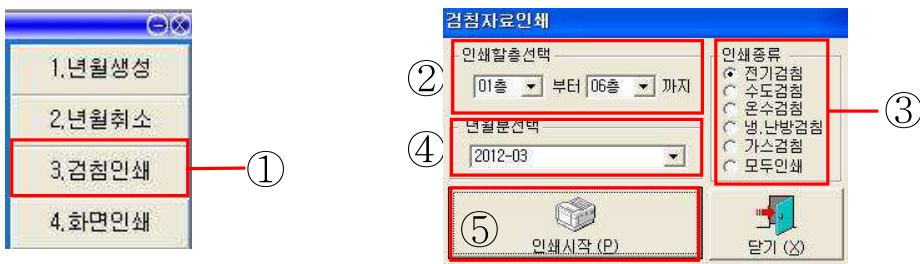 1.년월생성
2.년월취소
3.검침인쇄
4.화면인쇄
①
검침자료인쇄
인쇄할층선택
② 01층 부터 06층 까지
년월분선택
④ 2012-03
인쇄종류
전기검침
수도검침
온수검침
냉.난방검침
가스검침
모두인쇄
③
⑤ 인쇄시작 (P)
닫기 (X)